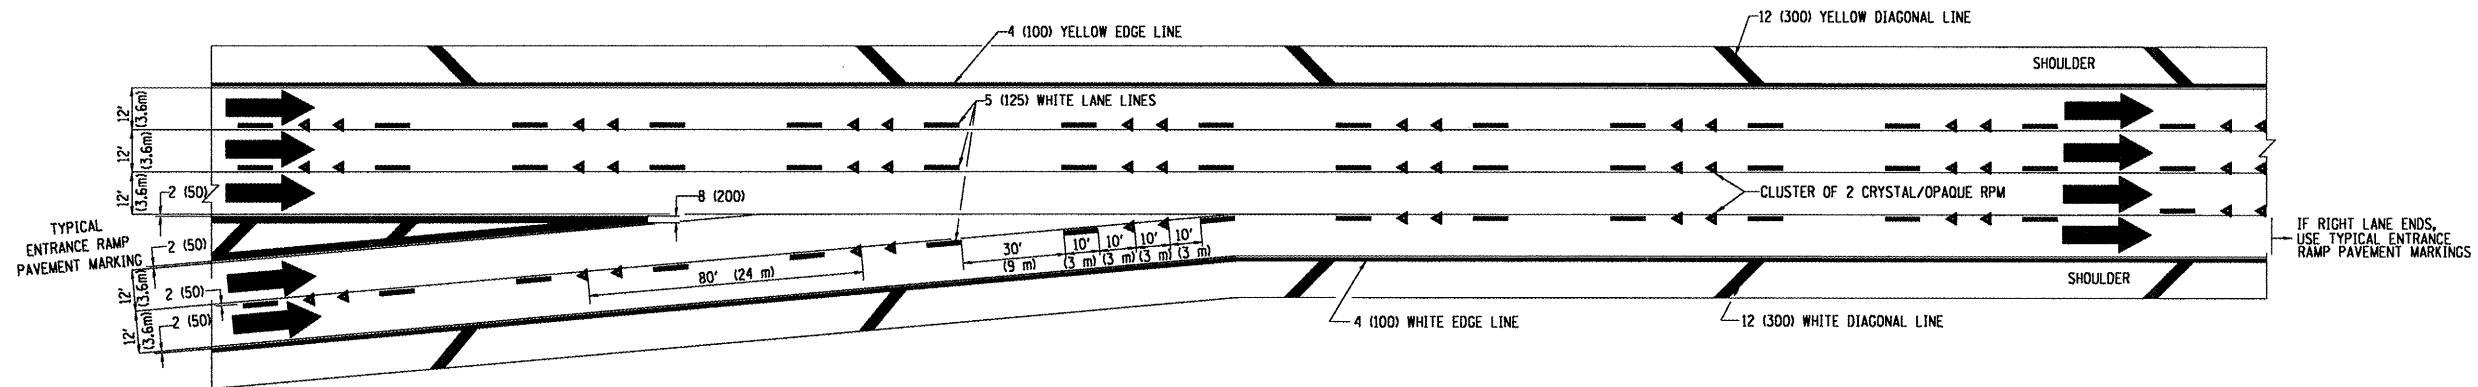 12 (300) YELLOW DIAGONAL LINE
4 (100) YELLOW EDGE LINE
SHOULDER
12'
(3.6m)
5 (125) WHITE LANE LINES
12'
(3.6m)
12'
(3.6m)
2 (50)
8 (200)
CLUSTER OF 2 CRYSTAL/OPAQUE RPM
TYPICAL
ENTRANCE RAMP
PAVEMENT MARKING
2 (50)
IF RIGHT LANE ENDS,
USE TYPICAL ENTRANCE
RAMP PAVEMENT MARKINGS
30'
(9 m)
10'
(3 m)
10'
(3 m)
10'
(3 m)
10'
(3 m)
80' (24 m)
SHOULDER
12'
(3.6m)
2 (50)
12'
(3.6m)
2 (50)
4 (100) WHITE EDGE LINE
12 (300) WHITE DIAGONAL LINE